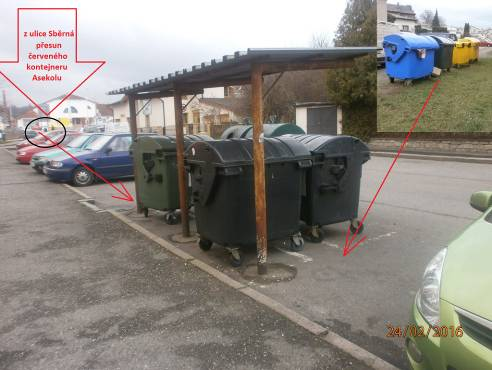 z ulice Sběrná
přesun
červeného
kontejneru
Asekolu
24/02/2016